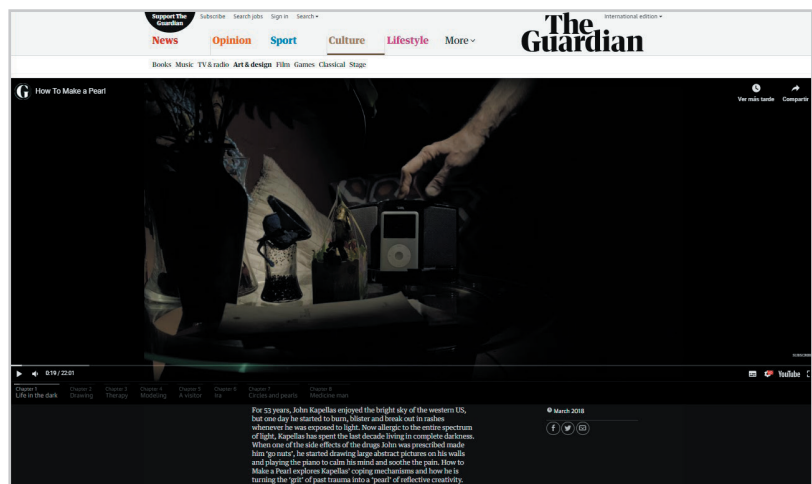 Support The
Guardian
Subscribe Search jobs Sign in Search
International edition
The
Guardian
News Opinion Sport Culture Lifestyle More
Books Music TV & radio Art & design Film Games Classical Stage
G How To Make a Pearl
Ver más tarde Compartir
SUBSCRIBE
0:19 / 22:01
YouTube
Chapter 1 Chapter 2 Chapter 3 Chapter 4 Chapter 5 Chapter 6 Chapter 7 Chapter 8
Life in the dark Drawing Therapy Modeling A visitor Ira Circles and pearls Medicine man
For 53 years, John Kapellas enjoyed the bright sky of the western US,
but one day he started to burn, blister and break out in rashes
whenever he was exposed to light. Now allergic to the entire spectrum
of light, Kapellas has spent the last decade living in complete darkness.
When one of the side effects of the drugs John was prescribed made
him ‘go nuts’, he started drawing large abstract pictures on his walls
and playing the piano to calm his mind and soothe the pain. How to
Make a Pearl explores Kapellas’ coping mechanisms and how he is
turning the ‘grit’ of past trauma into a ‘pearl’ of reflective creativity.
March 2018